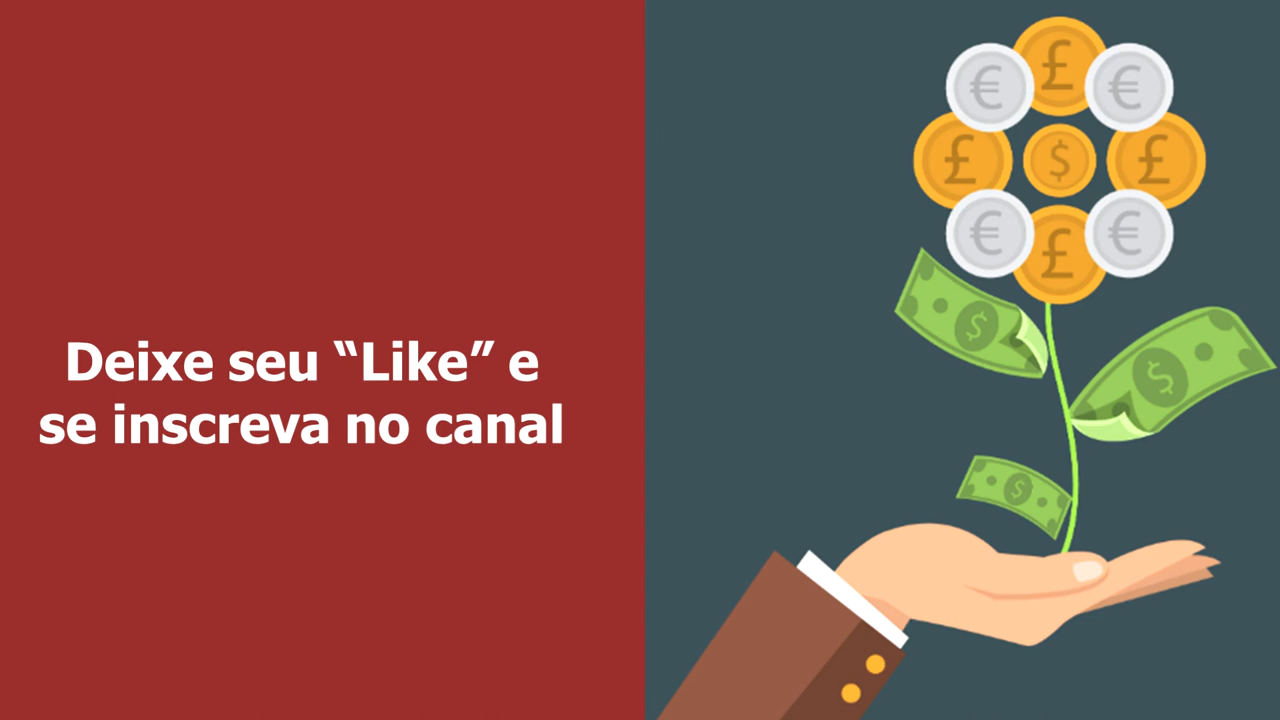 Deixe seu “Like” e
se inscreva no canal
£
€ €
£ $ £
€ €
£
$
$
$